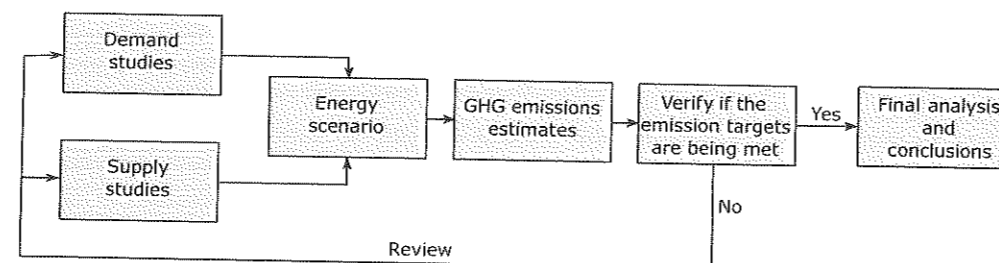 Demand
studies
Supply
studies
Energy
scenario
GHG emissions
estimates
Verify if the
emission targets
are being met
Yes
Final analysis
and
conclusions
No
Review